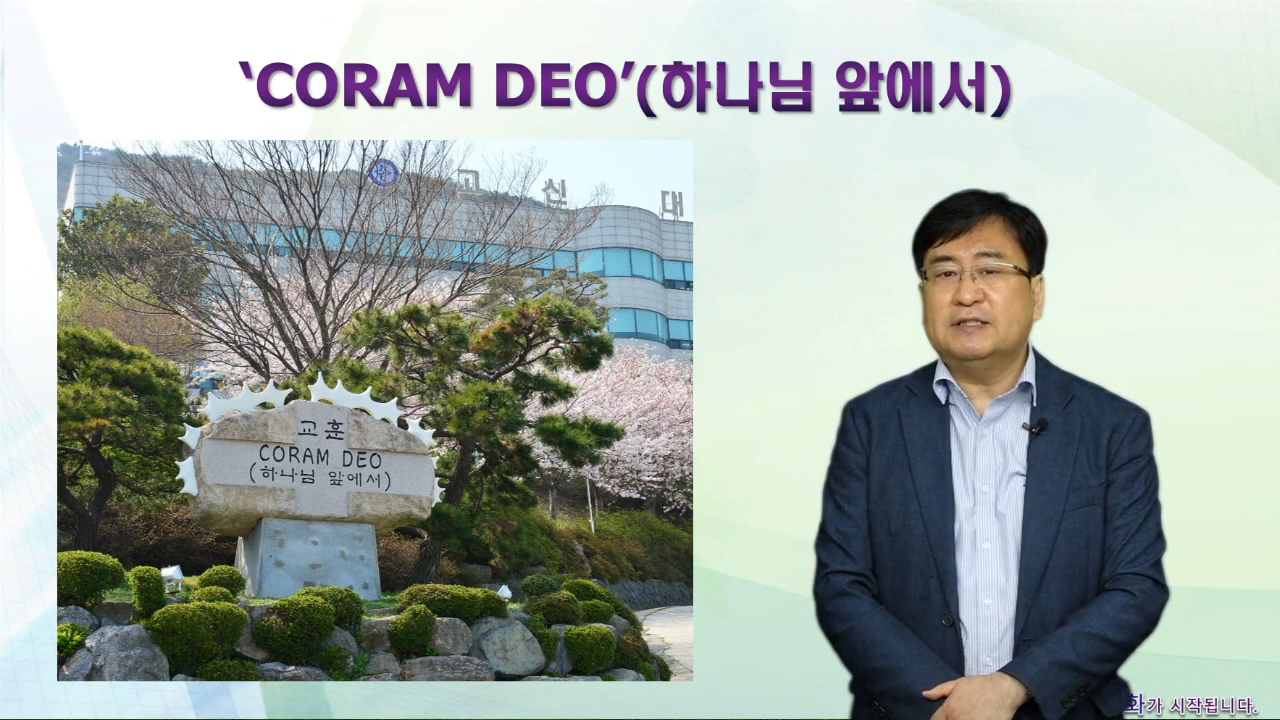 ‘CORAM DEO’(하나님 앞에서)
고 신 대
교훈
CORAM DEO
(하나님 앞에서)
화가 시작됩니다.